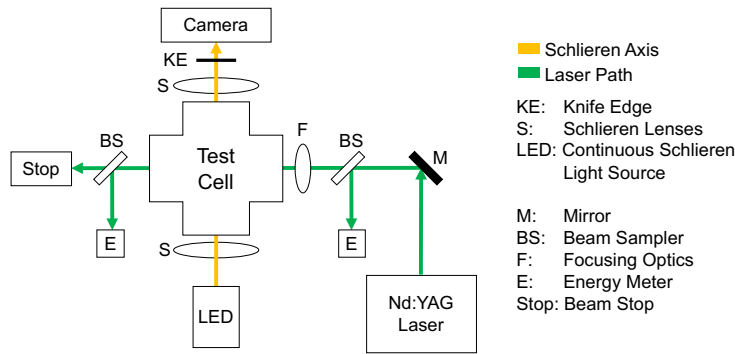 Camera
KE
S
BS
Stop
E
Test
Cell
F
BS
M
E
S
LED
Nd:YAG
Laser
Schlieren Axis
Laser Path
KE: Knife Edge
S: Schlieren Lenses
LED: Continuous Schlieren
Light Source
M: Mirror
BS: Beam Sampler
F: Focusing Optics
E: Energy Meter
Stop: Beam Stop